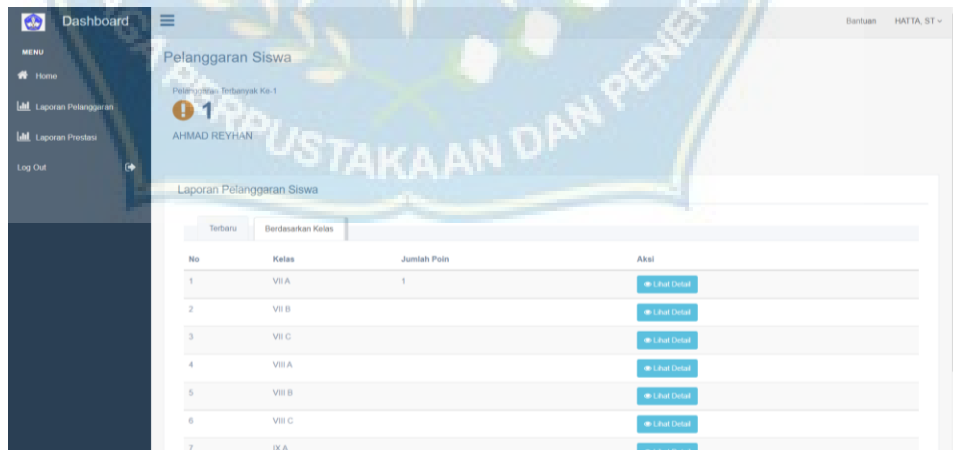 Dashboard
Bantuan HATTA, ST
MENU
Home
Laporan Pelanggaran
Laporan Prestasi
Log Out
Pelanggaran Siswa
Pelanggaran Terbanyak Ke-1
1
AHMAD REYHAN
PERPUSTAKAAN DAN PENER
Laporan Pelanggaran Siswa
Terbaru Berdasarkan Kelas
No Kelas Jumlah Poin Aksi
1 VII A 1 Lihat Detail
2 VII B Lihat Detail
3 VII C Lihat Detail
4 VIII A Lihat Detail
5 VIII B Lihat Detail
6 VIII C Lihat Detail
7 IX A